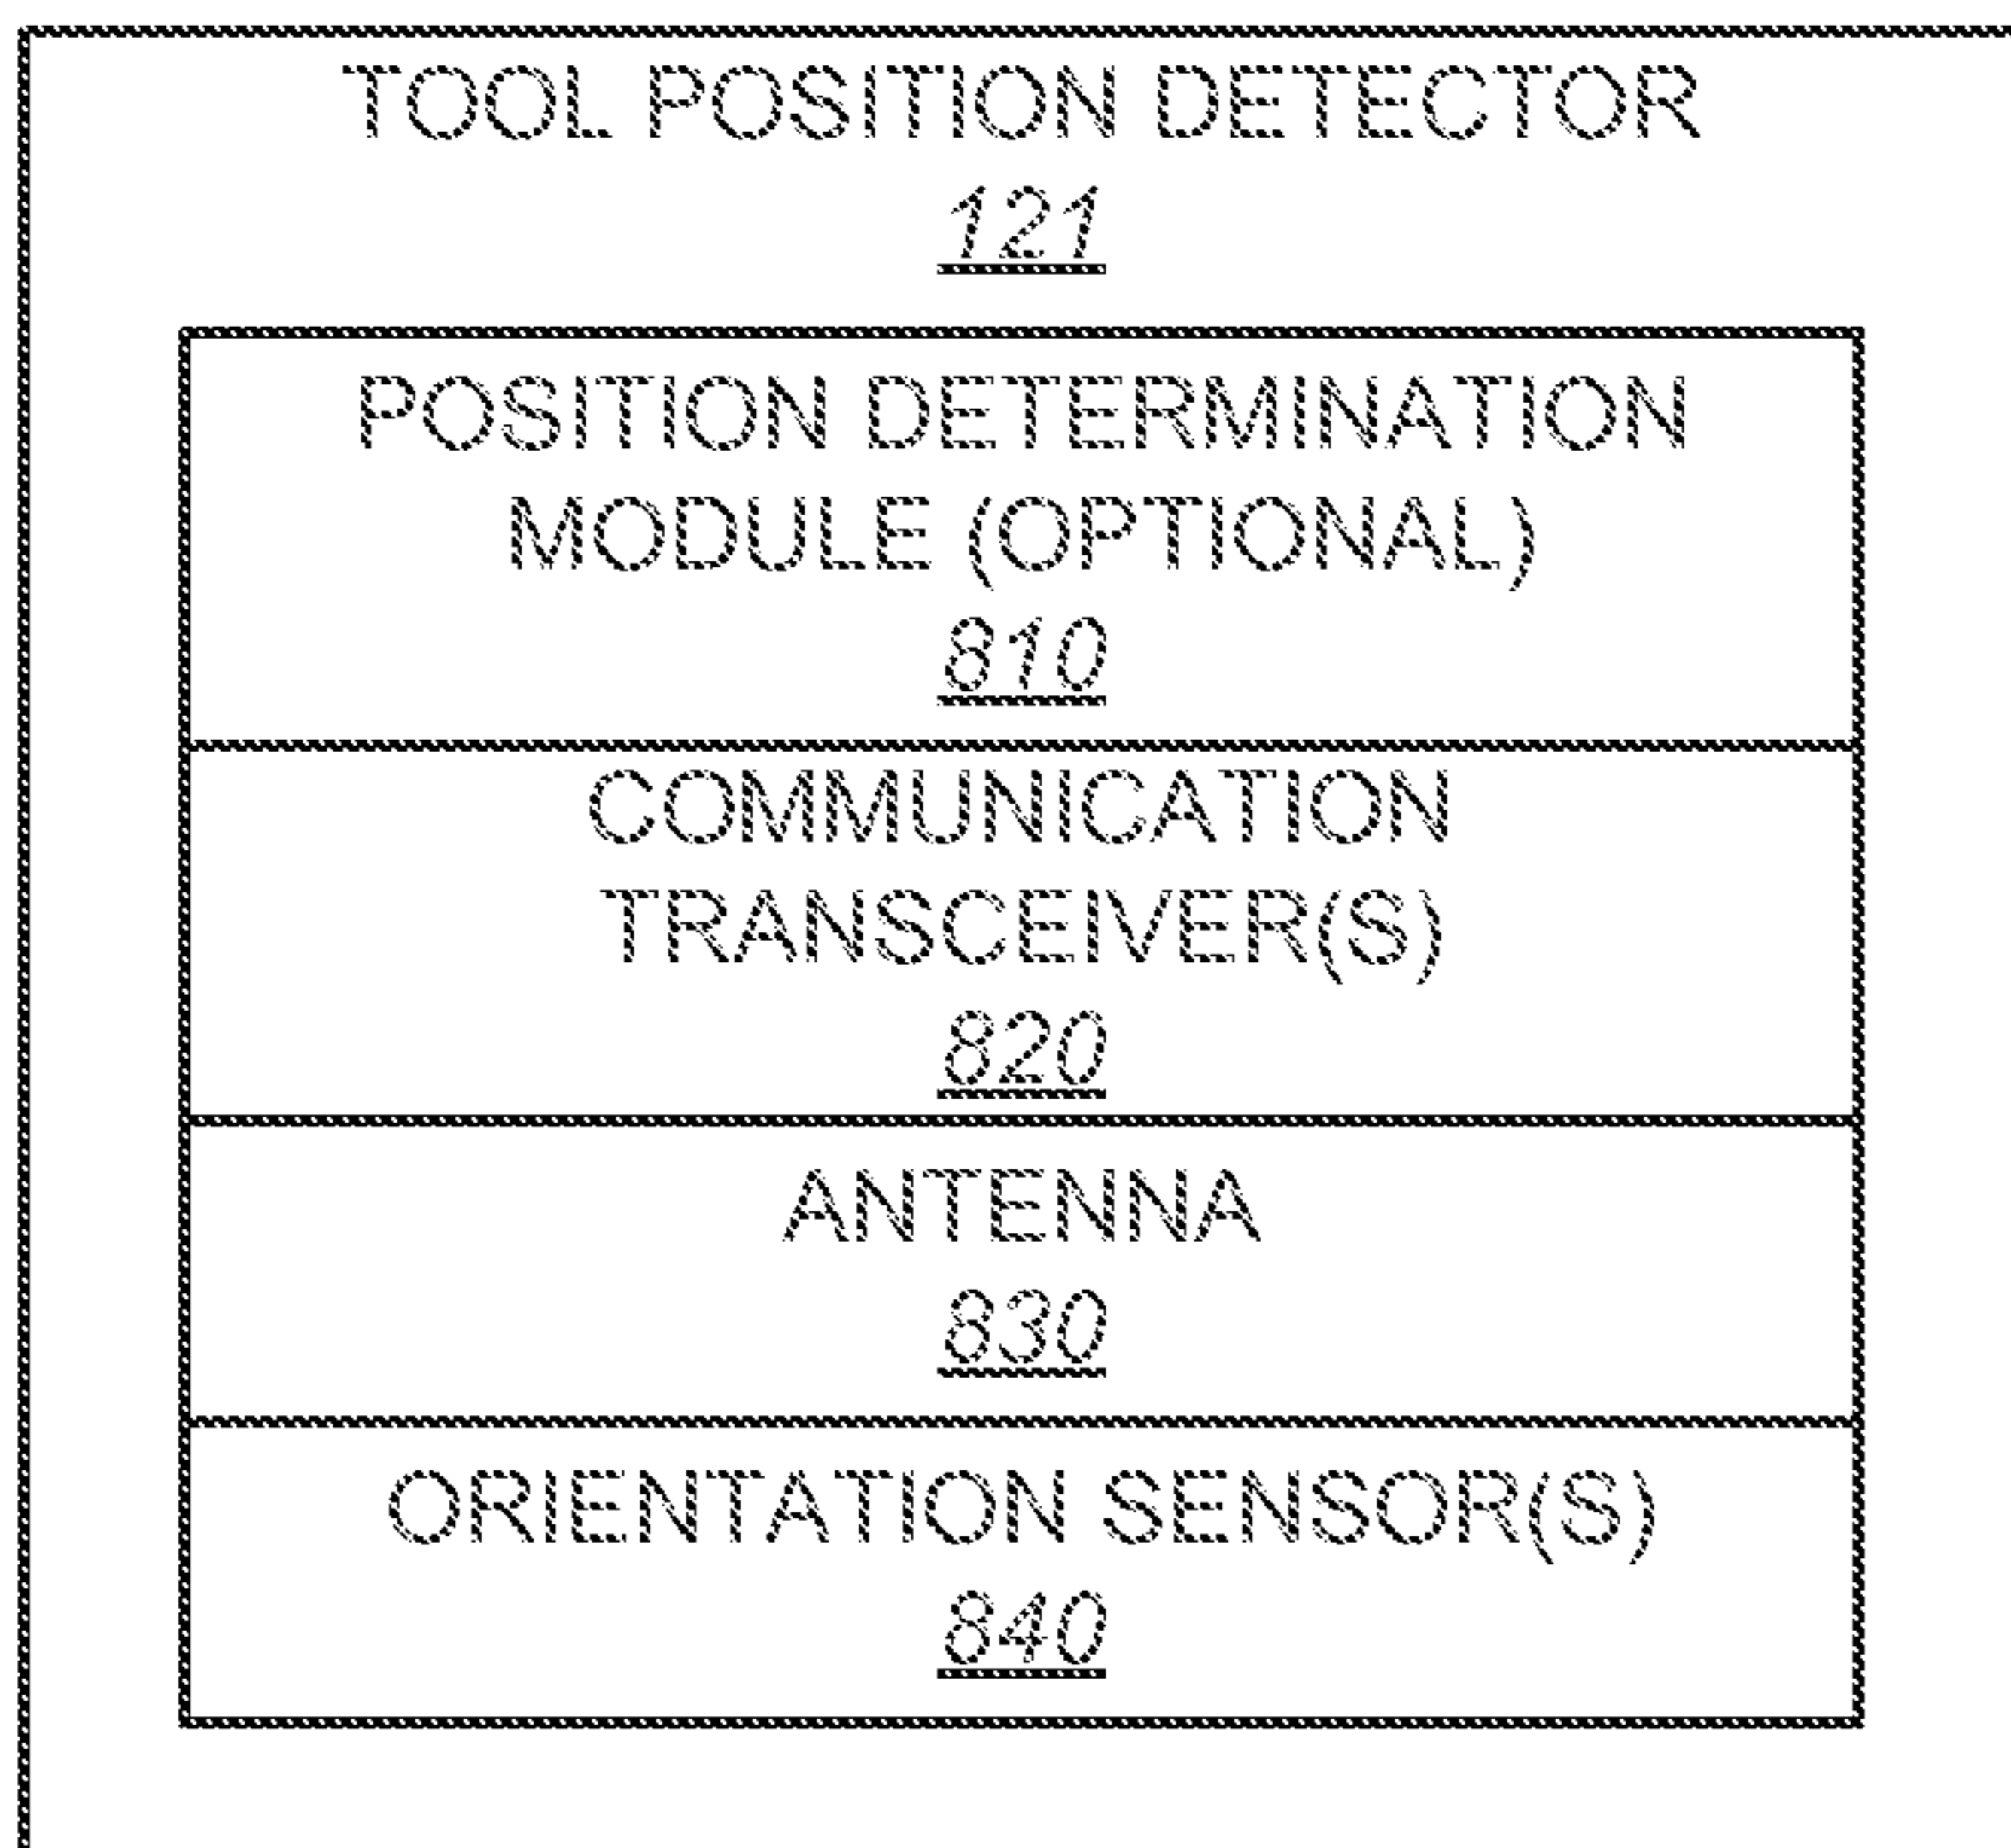 TOOL POSITION DETECTOR
121
POSITION DETERMINATION
MODULE (OPTIONAL)
810
COMMUNICATION
TRANSCEIVER(S)
820
ANTENNA
830
ORIENTATION SENSOR(S)
840